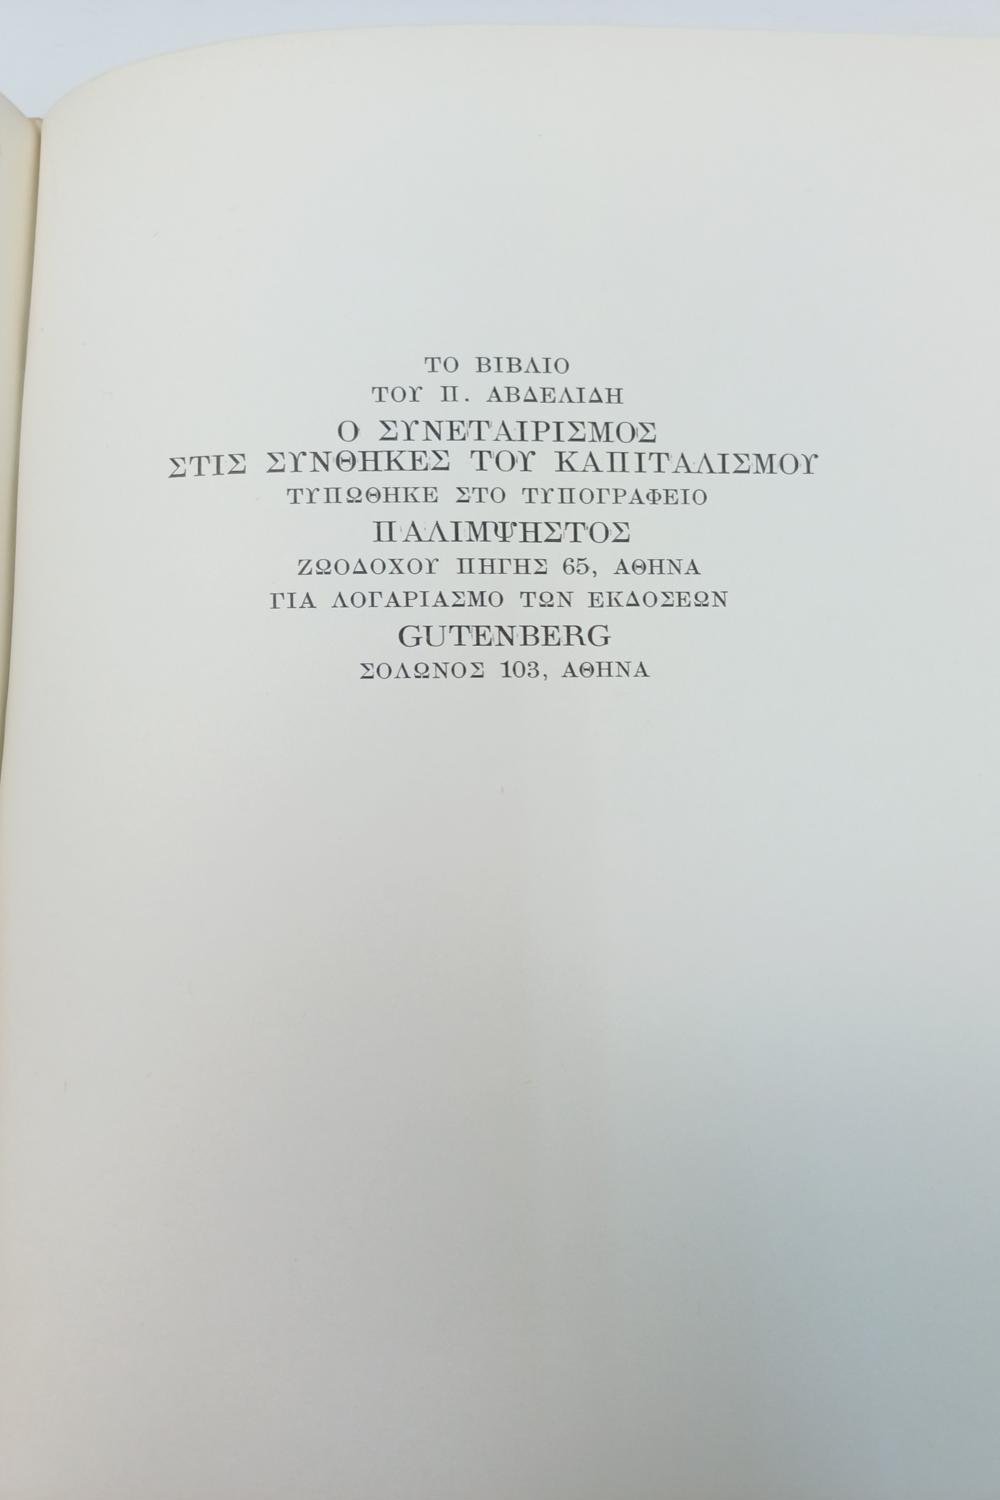 ΤΟ ΒΙΒΛΙΟ
ΤΟΥ Π. ΑΒΔΕΛΙΔΗ
Ο ΣΥΝΕΤΑΙΡΙΣΜΟΣ
ΣΤΙΣ ΣΥΝΘΗΚΕΣ ΤΟΥ ΚΑΠΙΤΑΛΙΣΜΟΥ
ΤΥΠΩΘΗΚΕ ΣΤΟ ΤΥΠΟΓΡΑΦΕΙΟ
ΠΑΛΙΜΨΗΣΤΟΣ
ΖΩΟΔΟΧΟΥ ΠΗΓΗΣ 65, ΑΘΗΝΑ
ΓΙΑ ΛΟΓΑΡΙΑΣΜΟ ΤΩΝ ΕΚΔΟΣΕΩΝ
GUTENBERG
ΣΟΛΩΝΟΣ 103, ΑΘΗΝΑ